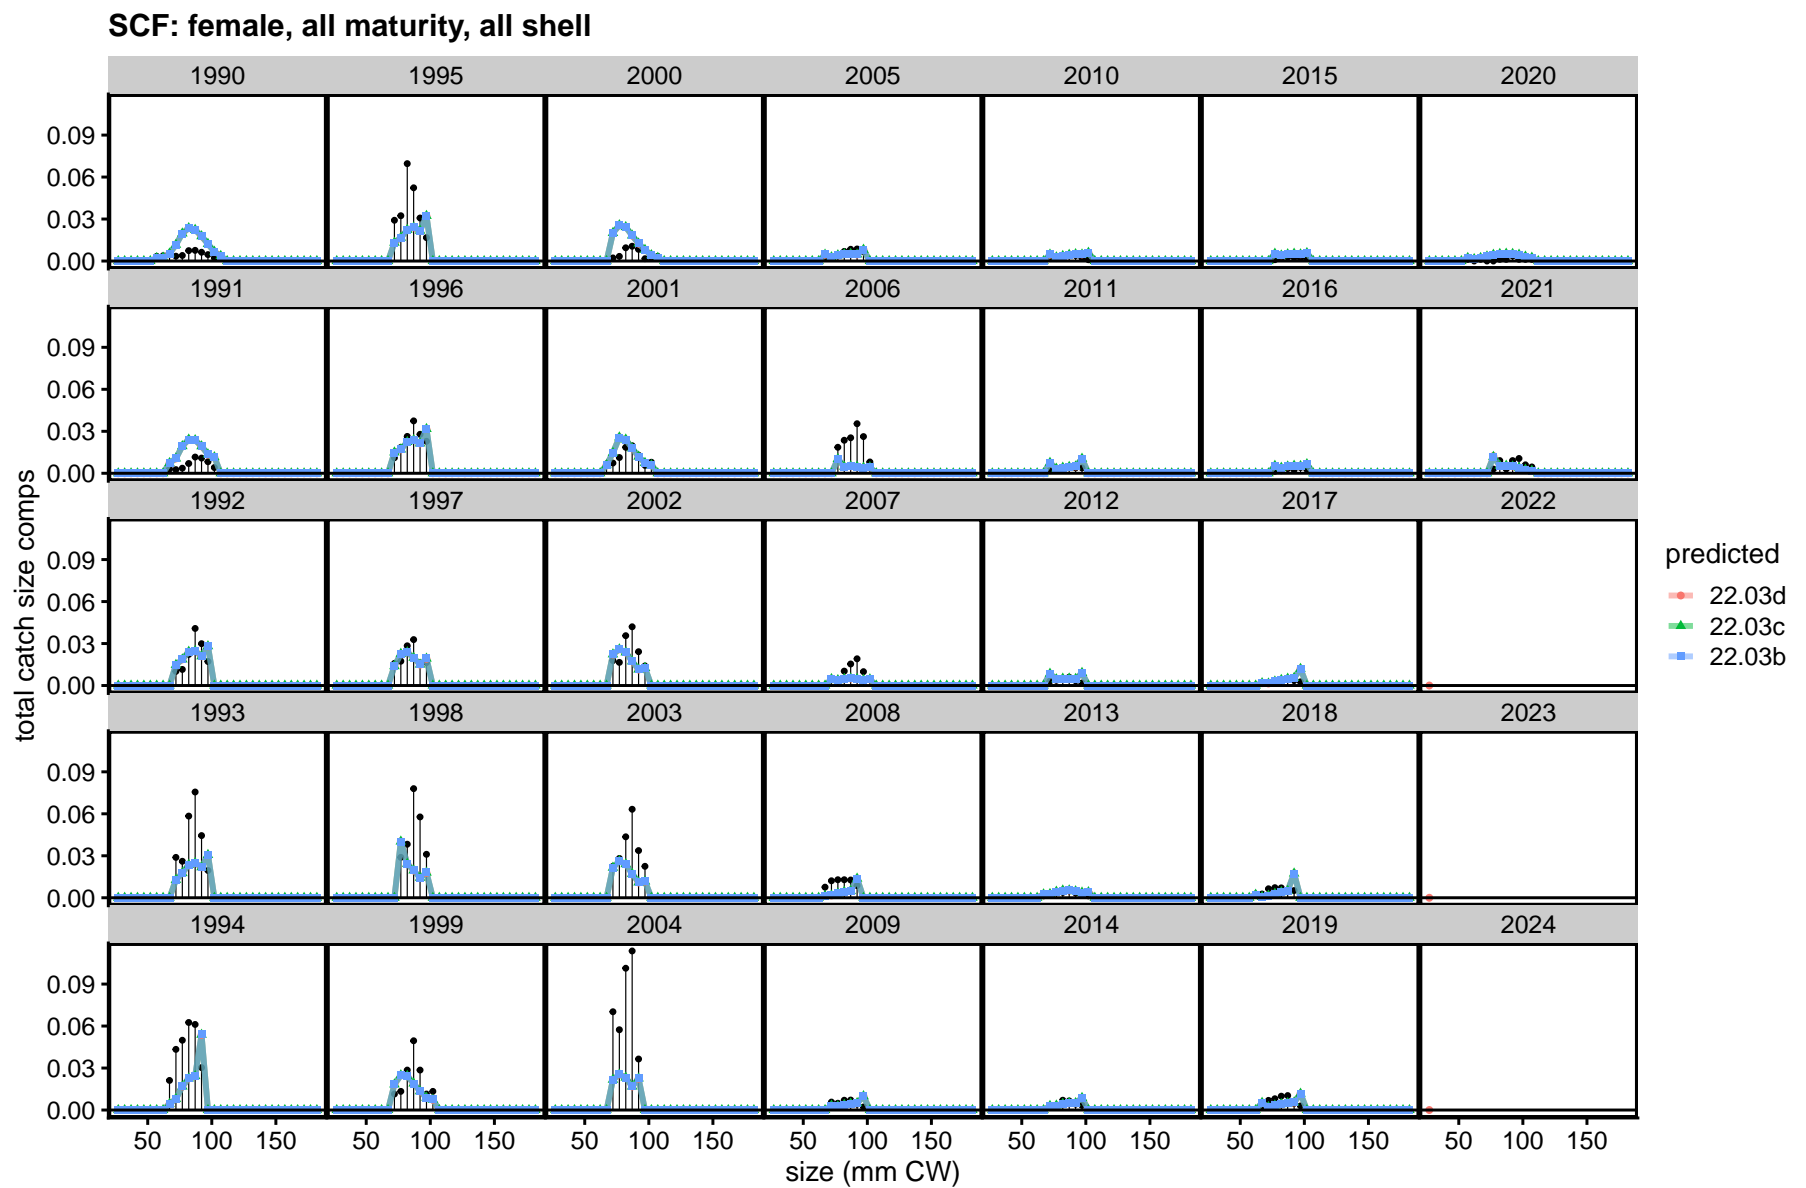 SCF: female, all maturity, all shell
1990 1995 2000 2005 2010 2015 2020
0.09
0.06
0.03
0.00
1991 1996 2001 2006 2011 2016 2021
0.09
0.06
0.03
0.00
1992 1997 2002 2007 2012 2017 2022
0.09
0.06
0.03
0.00
1993 1998 2003 2008 2013 2018 2023
0.09
0.06
0.03
0.00
1994 1999 2004 2009 2014 2019 2024
0.09
0.06
0.03
0.00
50 100 150 50 100 150 50 100 150 50 100 150 50 100 150 50 100 150 50 100 150
size (mm CW)
total catch size comps
predicted
22.03d
22.03c
22.03b